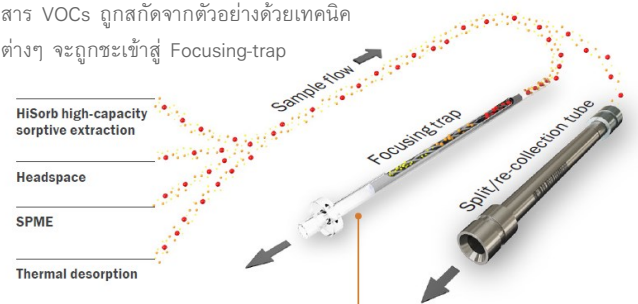 สาร VOCs ถูกสกัดจากตัวอย่างด้วยเทคนิค
ต่างๆ จะถูกชะเข้าสู่ Focusing-trap
Sample flow
HiSorb high-capacity
sorptive extraction
Focusing trap
Split/re-collection tube
Headspace
SPME
Thermal desorption